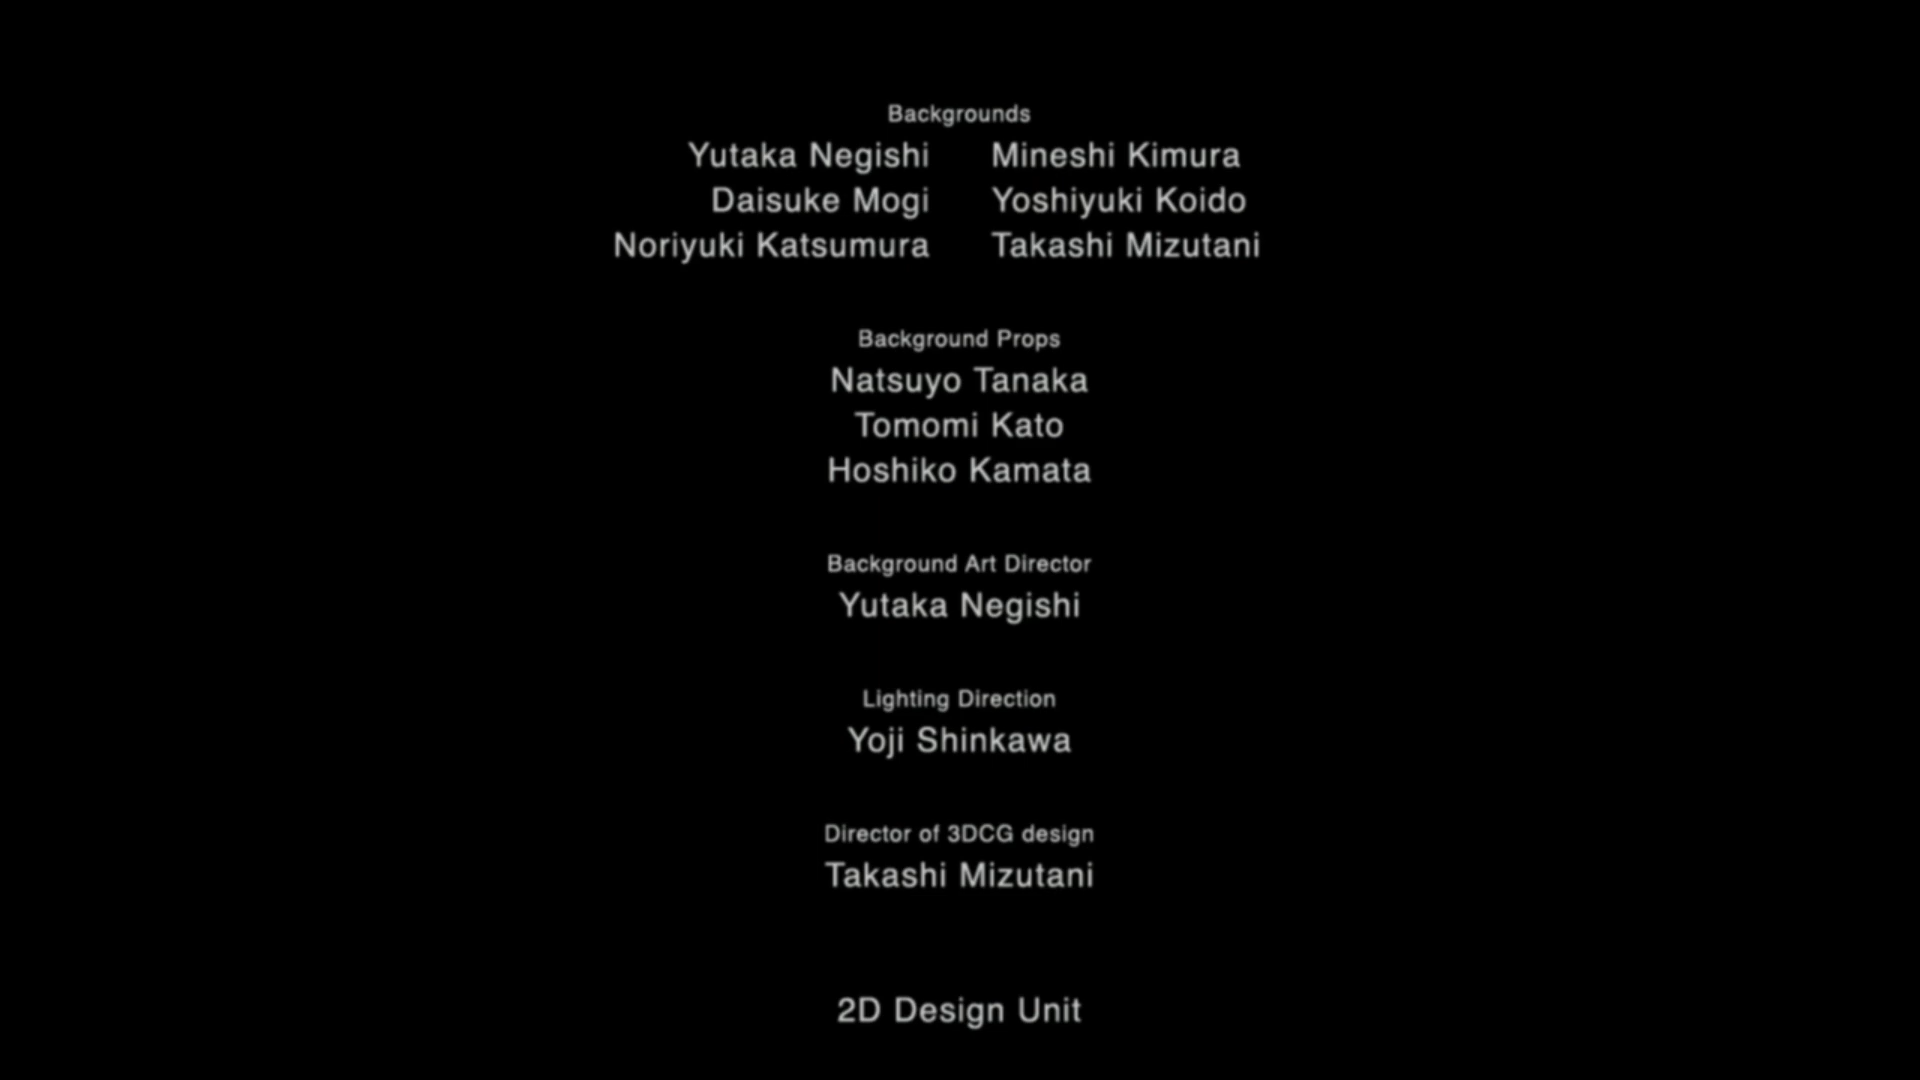 Backgrounds
Yutaka Negishi Mineshi Kimura
Daisuke Mogi Yoshiyuki Koido
Noriyuki Katsumura Takashi Mizutani
Background Props
Natsuyo Tanaka
Tomomi Kato
Hoshiko Kamata
Background Art Director
Yutaka Negishi
Lighting Direction
Yoji Shinkawa
Director of 3DCG design
Takashi Mizutani
2D Design Unit